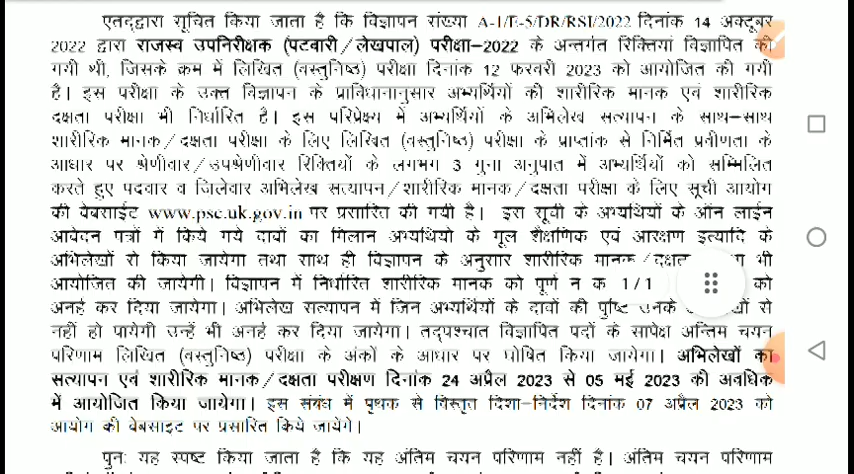 एतद्द्वारा सूचित किया जाता है कि विज्ञापन संख्या A-1/E-5/DR/RSI/2022 दिनांक 14 अक्टूबर
2022 द्वारा राजस्व उपनिरीक्षक (पटवारी/लेखपाल) परीक्षा–2022 के अन्तर्गत रिक्तियां विज्ञापित की
गयी थी, जिसके क्रम में लिखित (वस्तुनिष्ठ) परीक्षा दिनांक 12 फरवरी 2023 को आयोजित की गयी
है। इस परीक्षा के उक्त विज्ञापन के प्राविधानानुसार अभ्यर्थियों की शारीरिक मानक एवं शारीरिक
दक्षता परीक्षा भी निर्धारित है। इस परिप्रेक्ष्य में अभ्यर्थियों के अभिलेख सत्यापन के साथ–साथ
शारीरिक मानक/दक्षता परीक्षा के लिए लिखित (वस्तुनिष्ठ) परीक्षा के प्राप्तांक से निर्मित प्रवीणता के
आधार पर श्रेणीवार/उपश्रेणीवार रिक्तियों के लगभग 3 गुना अनुपात में अभ्यर्थियों को सम्मिलित
करते हुए पदवार व जिलेवार अभिलेख सत्यापन/शारीरिक मानक/दक्षता परीक्षा के लिए सूची आयोग
की वेबसाईट www.psc.uk.gov.in पर प्रसारित की गयी है। इस सूची के अभ्यर्थियों के ऑन लाईन
आवेदन पत्रों में किये गये दावों का मिलान अभ्यर्थियो के मूल शैक्षणिक एवं आरक्षण इत्यादि के
अभिलेखों से किया जायेगा तथा साथ ही विज्ञापन के अनुसार शारीरिक मानक/दक्षता भी
आयोजित की जायेगी। विज्ञापन में निर्धारित शारीरिक मानक को पूर्ण न क 1/1 को
अनर्ह कर दिया जायेगा। अभिलेख सत्यापन में जिन अभ्यर्थियों के दावों की पुष्टि उनके से
नहीं हो पायेगी उन्हें भी अनर्ह कर दिया जायेगा। तद्पश्चात विज्ञापित पदों के सापेक्ष अन्तिम चयन
परिणाम लिखित (वस्तुनिष्ठ) परीक्षा के अंकों के आधार पर घोषित किया जायेगा। अभिलेखों का
सत्यापन एवं शारीरिक मानक/दक्षता परीक्षण दिनांक 24 अप्रैल 2023 से 05 मई 2023 की अवधिक
में आयोजित किया जायेगा। इस संबंध में पृथक से विस्तृत दिशा–निर्देश दिनांक 07 अप्रैल 2023 को
आयोग की वेबसाइट पर प्रसारित किये जायेंगे।
पुनः यह स्पष्ट किया जाता है कि यह अंतिम चयन परिणाम नहीं है। अंतिम चयन परिणाम